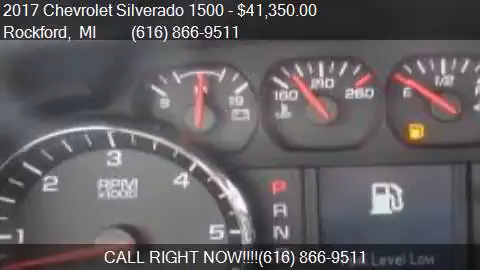 2017 Chevrolet Silverado 1500 - $41,350.00
Rockford, MI (616) 866-9511
9 19
160 210 260
E 1/2
1 2 3 4 5
RPM
x1000
P
R
N
D
Level Low
CALL RIGHT NOW!!!!(616) 866-9511